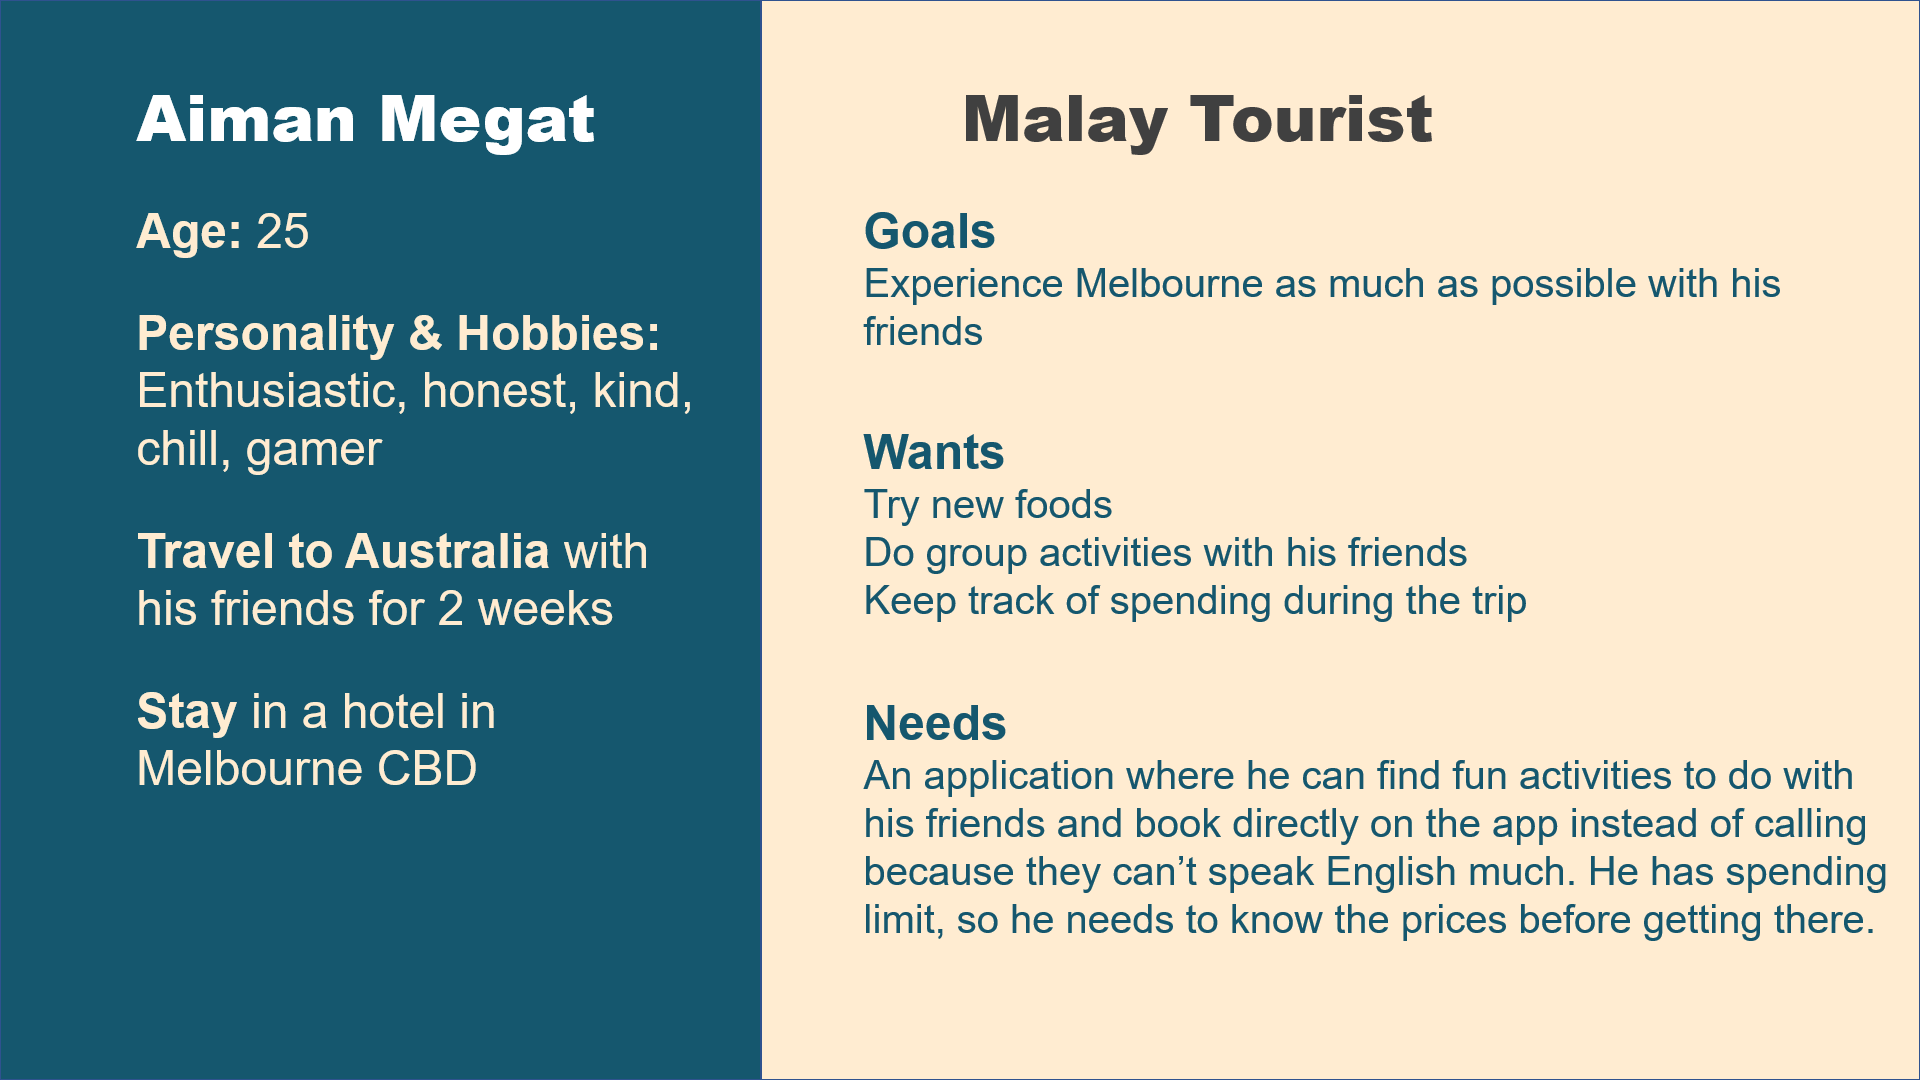 Aiman Megat
Age: 25
Personality & Hobbies:
Enthusiastic, honest, kind,
chill, gamer
Travel to Australia with
his friends for 2 weeks
Stay in a hotel in
Melbourne CBD
Malay Tourist
Goals
Experience Melbourne as much as possible with his
friends
Wants
Try new foods
Do group activities with his friends
Keep track of spending during the trip
Needs
An application where he can find fun activities to do with
his friends and book directly on the app instead of calling
because they can’t speak English much. He has spending
limit, so he needs to know the prices before getting there.